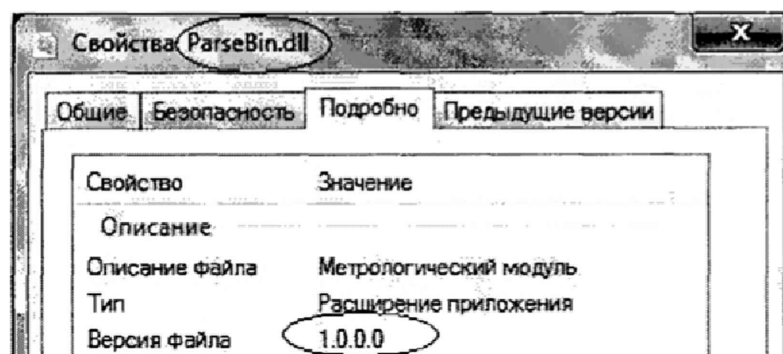 Свойства: ParseBin.dll
X
Общие Безопасность Подробно Предыдущие версии
Свойство Значение
Описание
Описание файла Метрологический модуль
Тип Расширение приложения
Версия файла 1.0.0.0